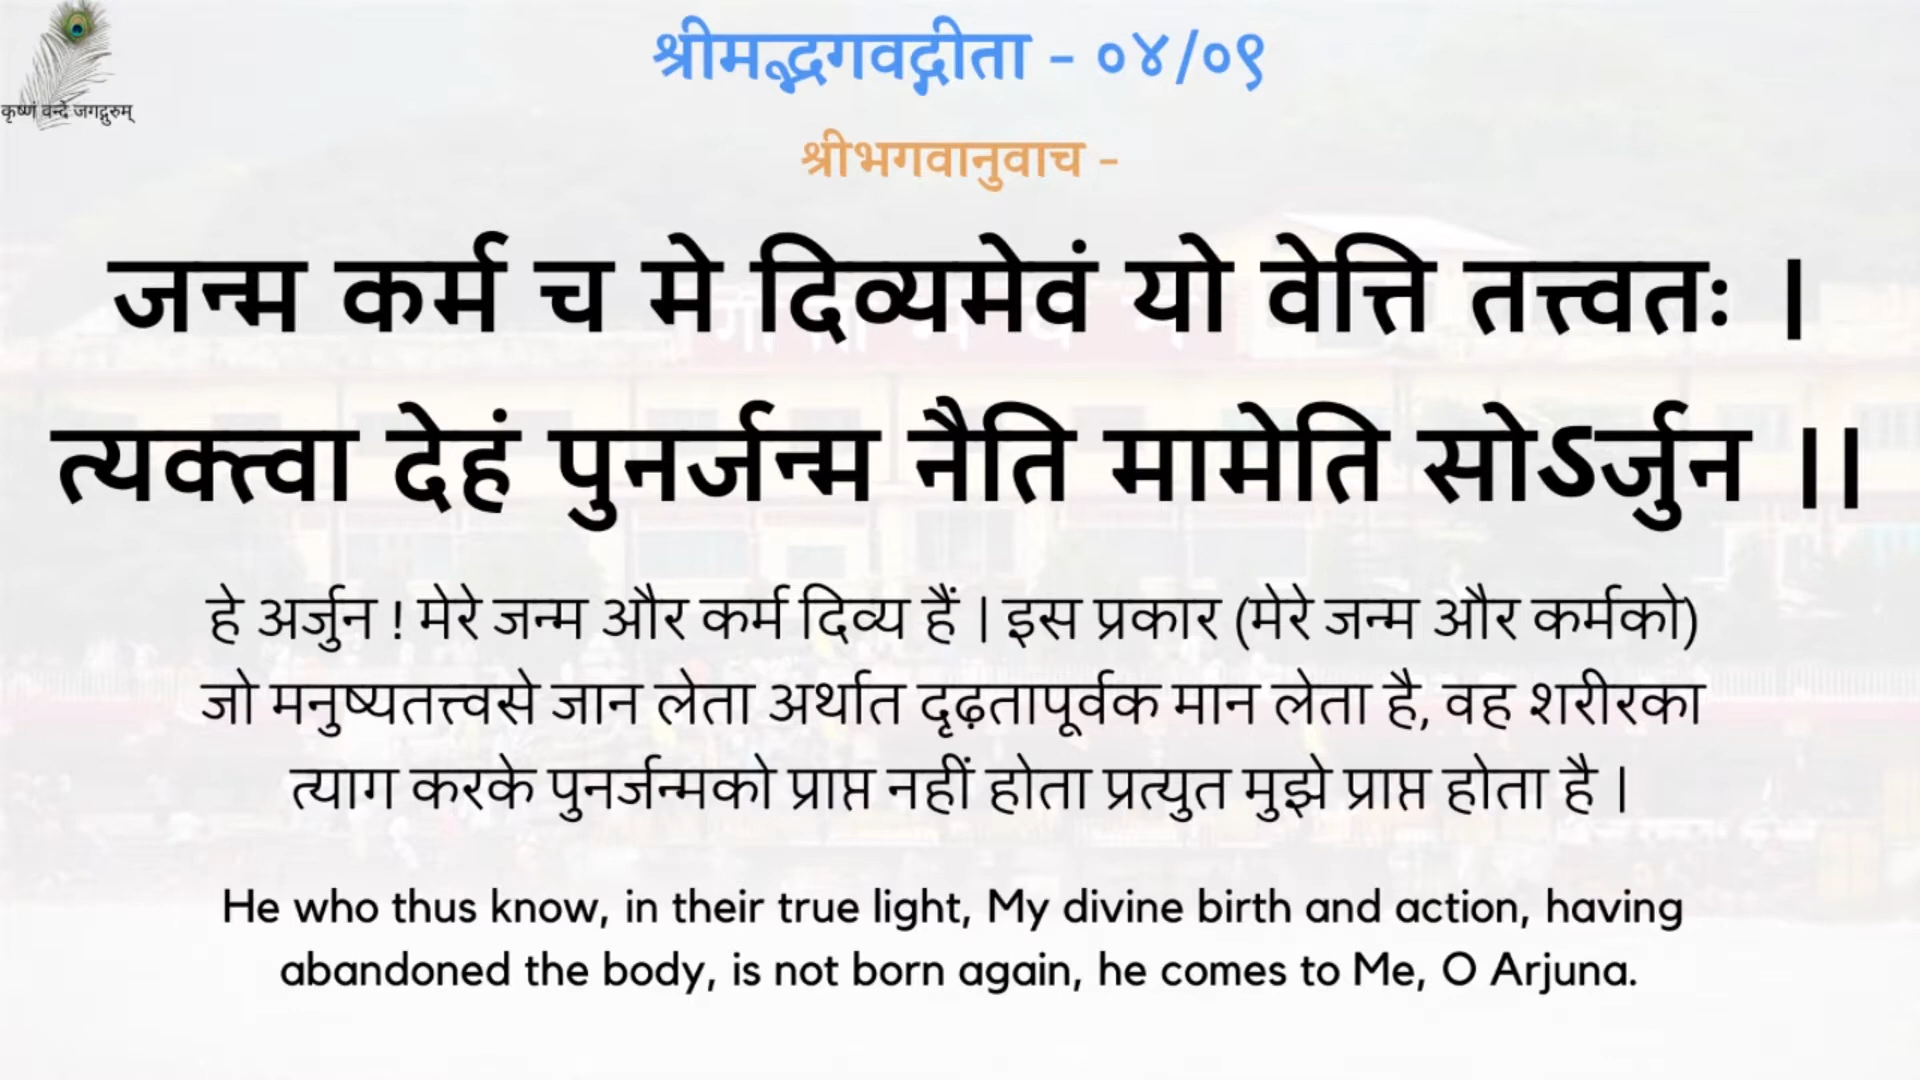 श्रीमद्भगवद्गीता - ०४/०९
कृष्णं वन्दे जगद्गुरुम्
श्रीभगवानुवाच -
जन्म कर्म च मे दिव्यमेवं यो वेत्ति तत्त्वतः |
त्यक्त्वा देहं पुनर्जन्म नैति मामेति सोऽर्जुन ||
हे अर्जुन ! मेरे जन्म और कर्म दिव्य हैं | इस प्रकार (मेरे जन्म और कर्मको)
जो मनुष्यतत्त्वसे जान लेता अर्थात दृढ़तापूर्वक मान लेता है, वह शरीरका
त्याग करके पुनर्जन्मको प्राप्त नहीं होता प्रत्युत मुझे प्राप्त होता है |
He who thus know, in their true light, My divine birth and action, having
abandoned the body, is not born again, he comes to Me, O Arjuna.